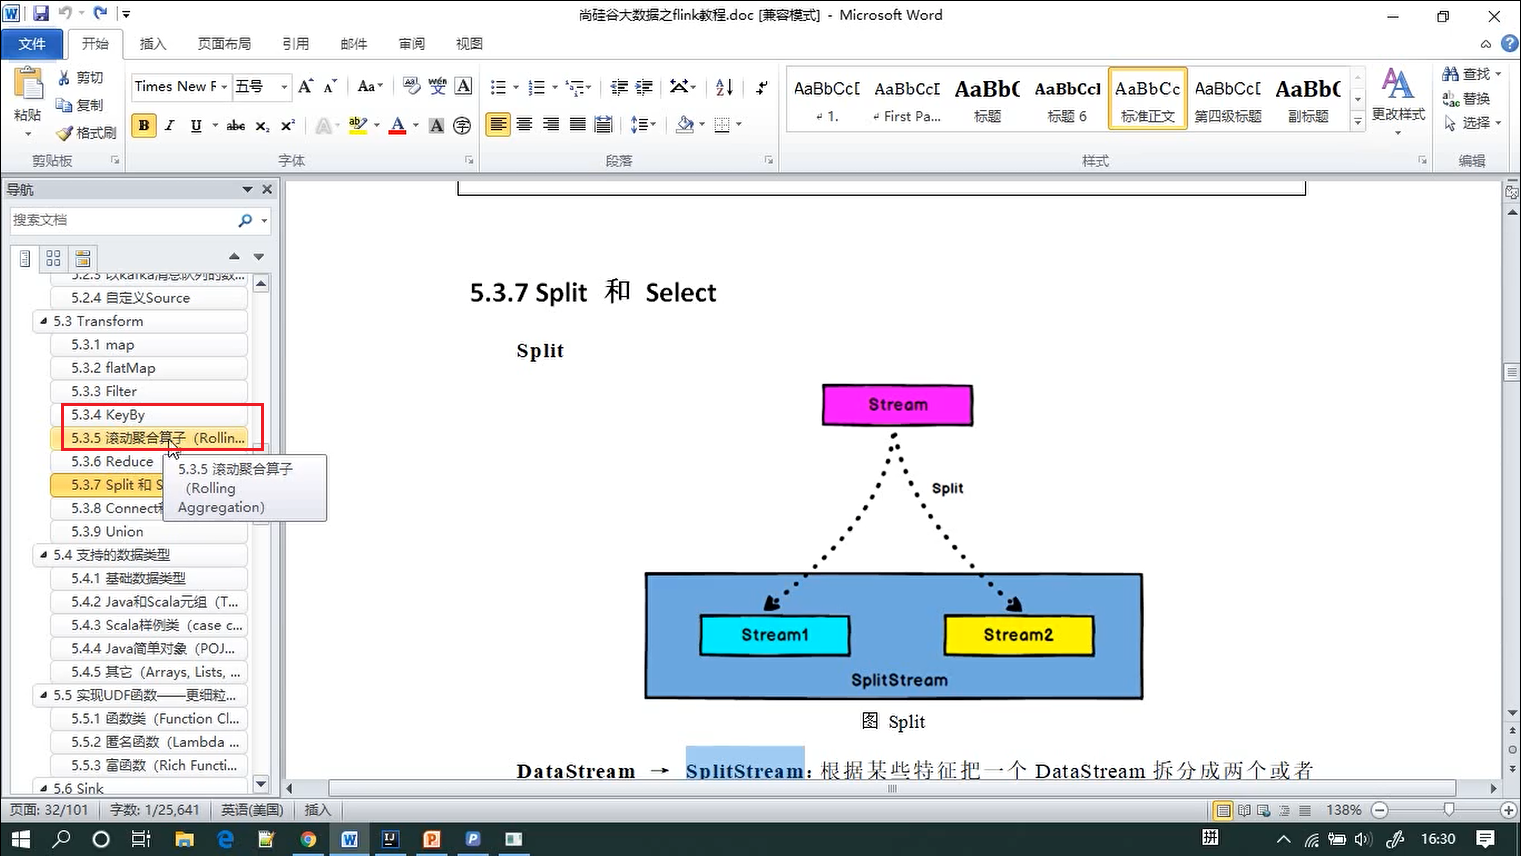 尚硅谷大数据之flink教程.doc [兼容模式] - Microsoft Word
文件 开始 插入 页面布局 引用 邮件 审阅 视图
粘贴 剪切 复制 格式刷
Times New F 五号
AaBbCcD AaBbCcD AaBbC AaBbCcI AaBbCc AaBbCcD AaBbC
1. First Pa... 标题 标题 6 标准正文 第四级标题 副标题
更改样式
查找 替换 选择
剪贴板 字体 段落 样式 编辑
导航
搜索文档
5.2.3 以kafka消息队列的数...
5.2.4 自定义Source
5.3 Transform
5.3.1 map
5.3.2 flatMap
5.3.3 Filter
5.3.4 KeyBy
5.3.5 滚动聚合算子（Rollin...
5.3.6 Reduce
5.3.7 Split 和 S
5.3.8 Connect和
5.3.9 Union
5.4 支持的数据类型
5.4.1 基础数据类型
5.4.2 Java和Scala元组（T...
5.4.3 Scala样例类（case c...
5.4.4 Java简单对象（POJ...
5.4.5 其它（Arrays, Lists, ...
5.5 实现UDF函数——更细粒...
5.5.1 函数类（Function Cl...
5.5.2 匿名函数（Lambda ...
5.5.3 富函数（Rich Functi...
5.6 Sink
5.3.5 滚动聚合算子
（Rolling
Aggregation）
5.3.7 Split 和 Select
Split
Stream
Split
Stream1 Stream2
SplitStream
图 Split
DataStream → SplitStream：根据某些特征把一个 DataStream 拆分成两个或者
页面: 32/101 字数: 1/25,641 英语(美国) 插入 138%
拼 16:30